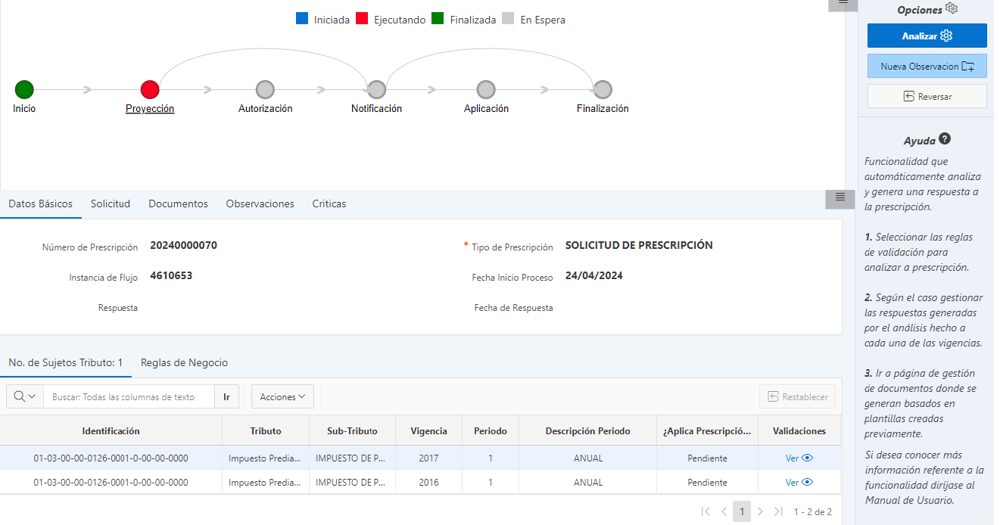 Iniciada Ejecutando Finalizada En Espera
Inicio Proyección Autorización Notificación Aplicación Finalización
Opciones
Analizar
Nueva Observacion
Reversar
Ayuda
Funcionalidad que
automáticamente analiza
y genera una respuesta a
la prescripción.
1. Seleccionar las reglas
de validación para
analizar a prescripción.
2. Según el caso gestionar
las respuestas generadas
por el análisis hecho a
cada una de las vigencias.
3. Ir a página de gestión
de documentos donde se
generan basados en
plantillas creadas
previamente.
Si desea conocer más
información referente a la
funcionalidad diríjase al
Manual de Usuario.
Datos Básicos Solicitud Documentos Observaciones Criticas
Número de Prescripción 20240000070 * Tipo de Prescripción SOLICITUD DE PRESCRIPCIÓN
Instancia de Flujo 4610653 Fecha Inicio Proceso 24/04/2024
Respuesta Fecha de Respuesta
No. de Sujetos Tributo: 1 Reglas de Negocio
Buscar: Todas las columnas de texto Ir Acciones Restablecer
Identificación Tributo Sub-Tributo Vigencia Periodo Descripción Periodo ¿Aplica Prescripció... Validaciones
01-03-00-00-0126-0001-0-00-00-0000 Impuesto Predia... IMPUESTO DE P... 2017 1 ANUAL Pendiente Ver
01-03-00-00-0126-0001-0-00-00-0000 Impuesto Predia... IMPUESTO DE P... 2016 1 ANUAL Pendiente Ver
1 1 - 2 de 2